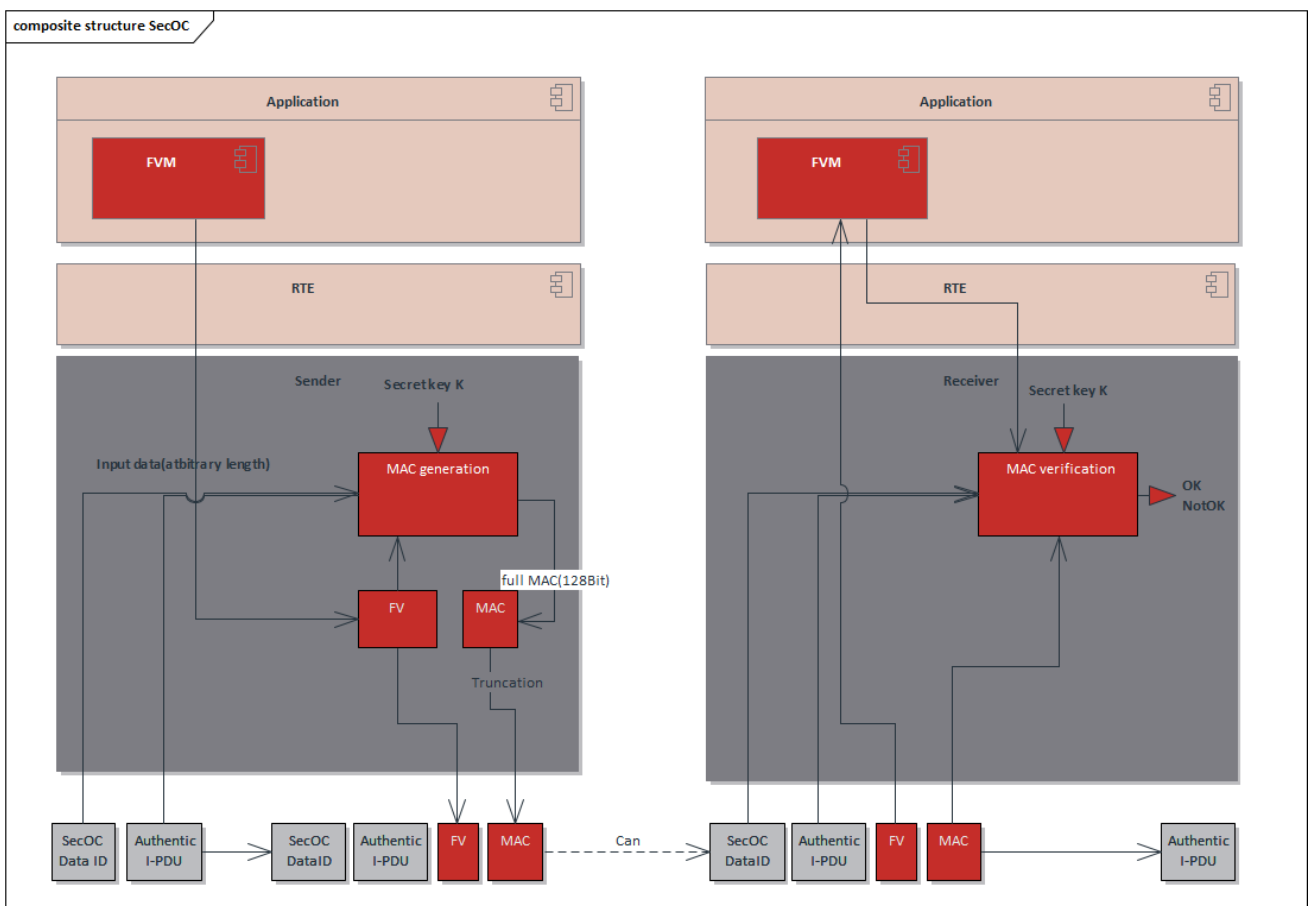 composite structure SecOC
Application
FVM
RTE
Sender
Secret key K
Input data(atbitrary length)
MAC generation
full MAC(128Bit)
FV
MAC
Truncation
SecOC
Data ID
Authentic
I-PDU
SecOC
DataID
Authentic
I-PDU
FV
MAC
Can
Application
FVM
RTE
Receiver
Secret key K
MAC verification
OK
NotOK
SecOC
DataID
Authentic
I-PDU
FV
MAC
Authentic
I-PDU